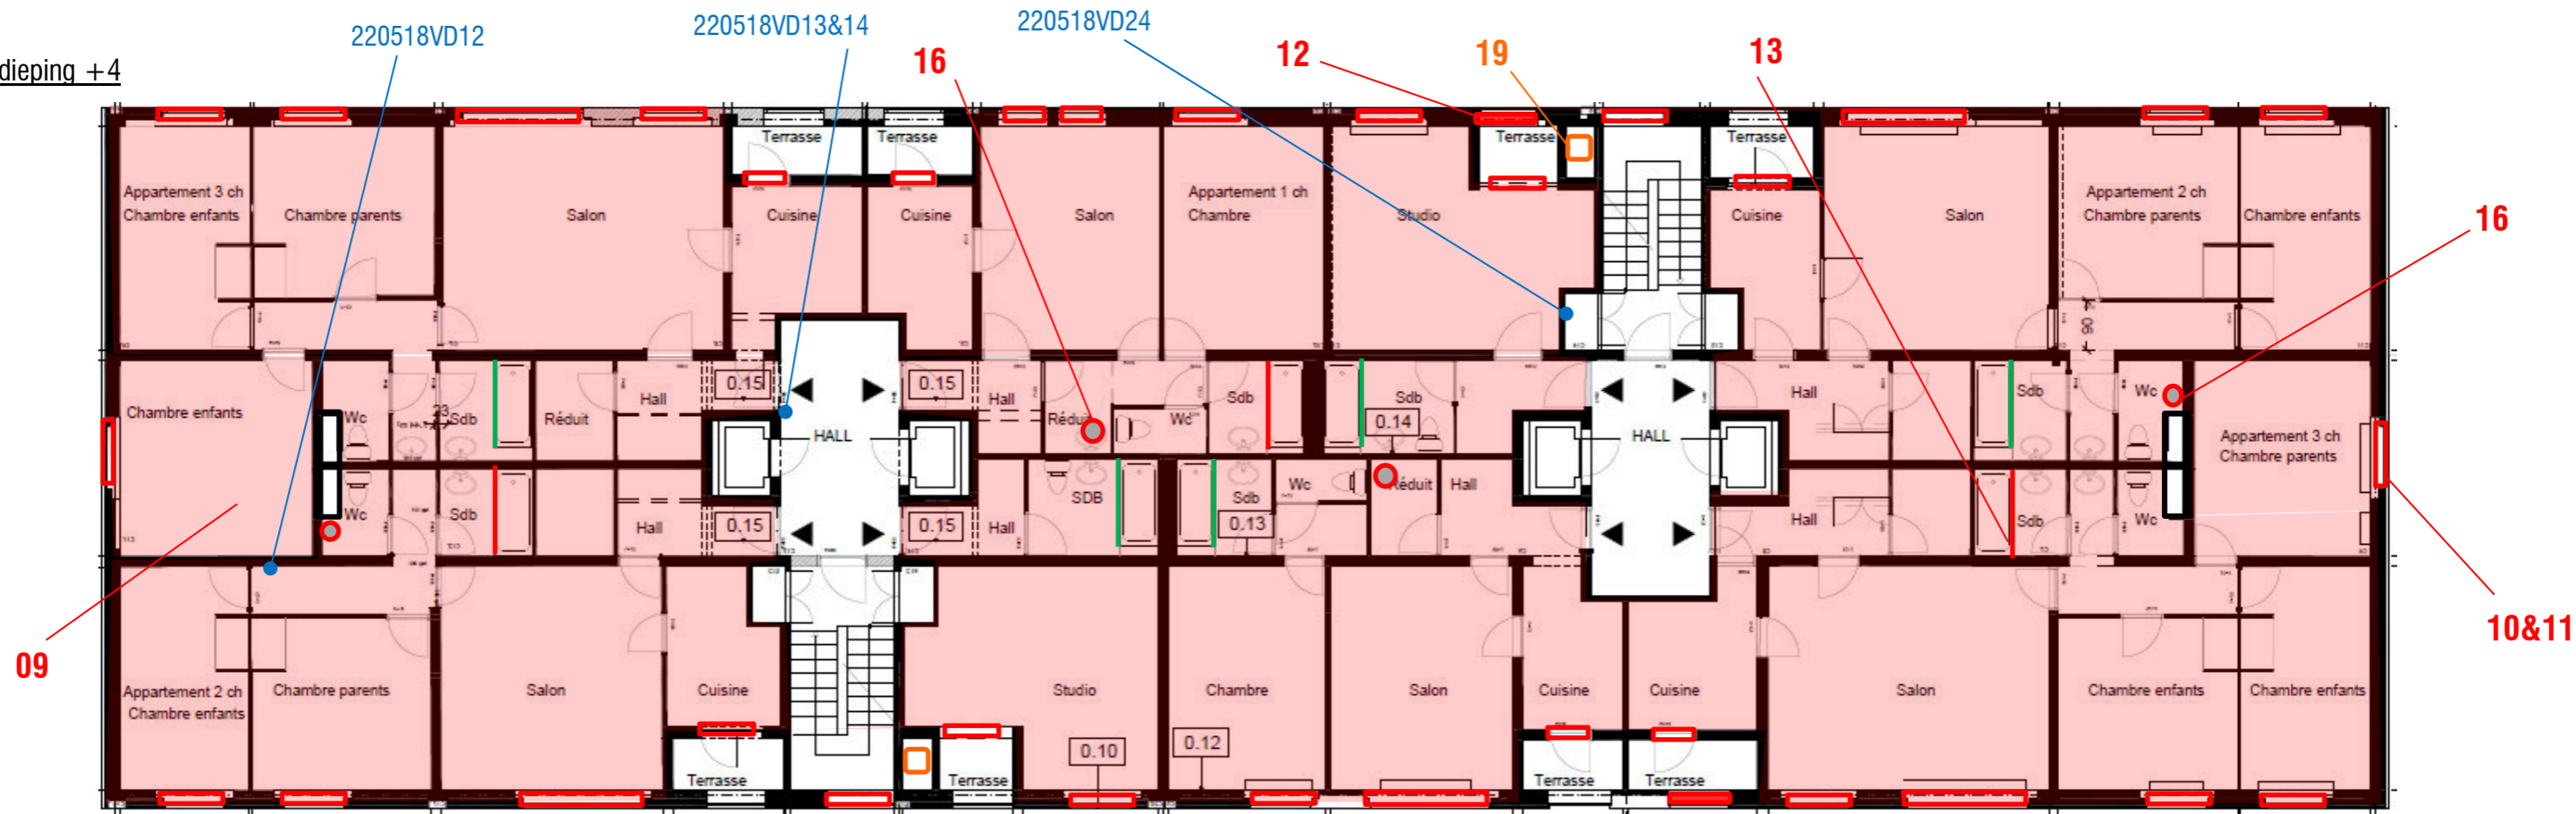 220518VD12
220518VD13&14
220518VD24
dieping +4
16
12
19
13
Terrasse
Terrasse
Terrasse
Terrasse
Appartement 3 ch
Chambre enfants
Chambre parents
Salon
Cuisine
Cuisine
Salon
Appartement 1 ch
Chambre
Studio
Cuisine
Salon
Appartement 2 ch
Chambre parents
Chambre enfants
16
90
Chambre enfants
Wc
23
Sdb
Réduit
Hall
0.15
0.15
Hall
Réduit
Wc
Sdb
Sdb
0.14
Hall
Sdb
Wc
HALL
HALL
Appartement 3 ch
Chambre parents
Wc
Sdb
Hall
0.15
0.15
Hall
SDB
Sdb
0.13
Wc
Réduit
Hall
Hall
Sdb
Wc
09
10&11
Appartement 2 ch
Chambre enfants
Chambre parents
Salon
Cuisine
Studio
Chambre
Salon
Cuisine
Cuisine
Salon
Chambre enfants
Chambre enfants
0.10
0.12
Terrasse
Terrasse
Terrasse
Terrasse